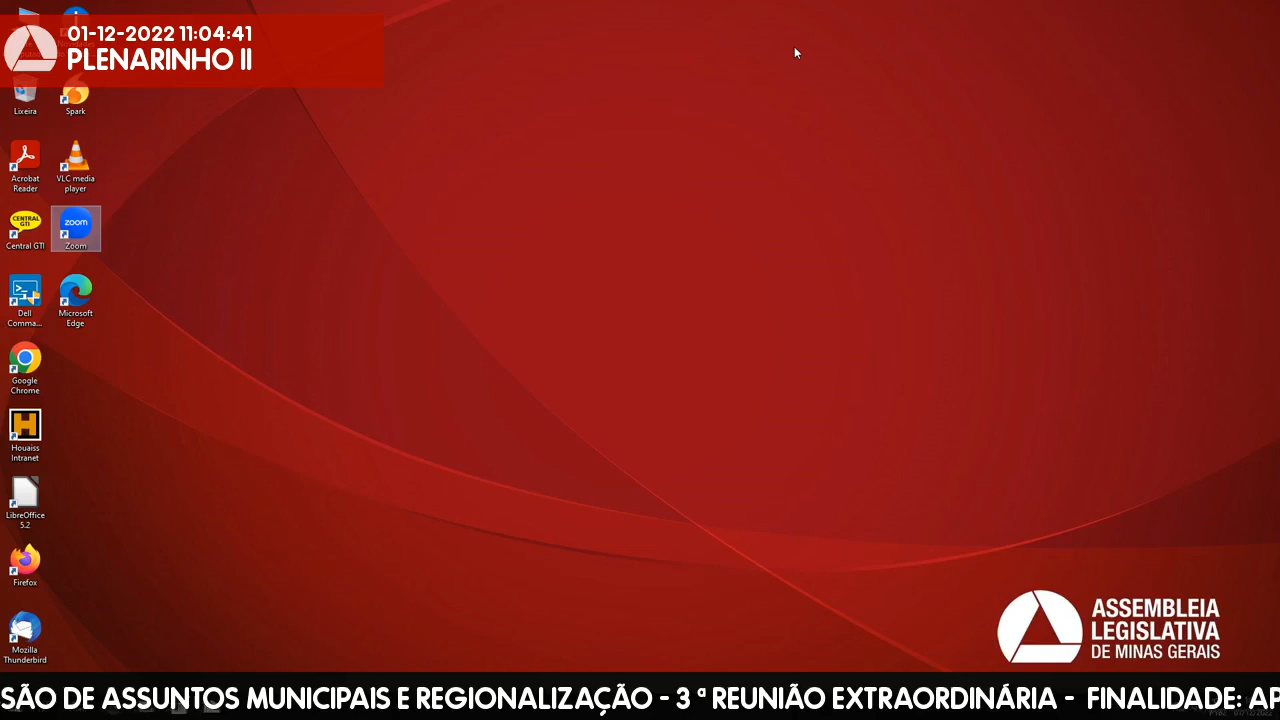 01-12-2022 11:04:41
PLENARINHO II
Lixeira
Spark
Acrobat
Reader
VLC media
player
CENTRAL
GTI
Central GTI
zoom
Zoom
Dell
Comma...
Microsoft
Edge
Google
Chrome
H
Houaiss
Intranet
LibreOffice
5.2
Firefox
Mozilla
Thunderbird
ASSEMBLEIA
LEGISLATIVA
DE MINAS GERAIS
SÃO DE ASSUNTOS MUNICIPAIS E REGIONALIZAÇÃO - 3 ª REUNIÃO EXTRAORDINÁRIA - FINALIDADE: AP